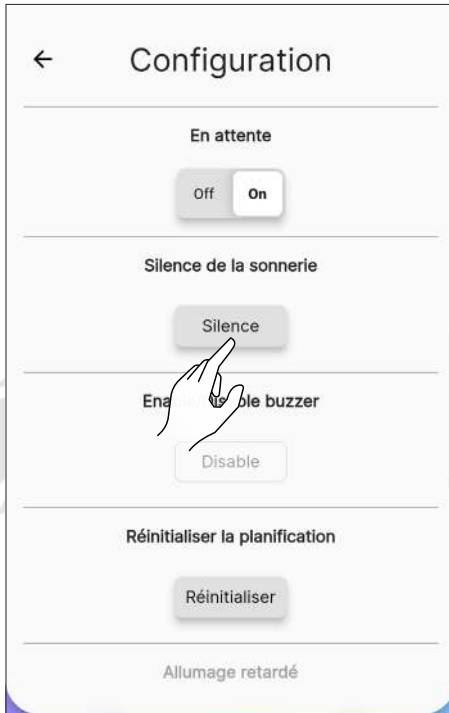 Configuration
En attente
Off On
Silence de la sonnerie
Silence
buzzer
Disable
Réinitialiser la planification
Réinitialiser
Allumage retardé